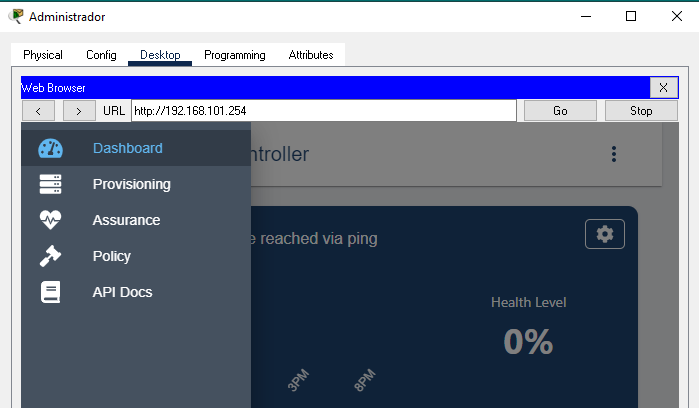 Administrador
Physical Config Desktop Programming Attributes
Web Browser X
< > URL http://192.168.101.254 Go Stop
Dashboard
ntroller
Provisioning
Assurance
e reached via ping
Policy
API Docs
Health Level
0%
3PM 8PM